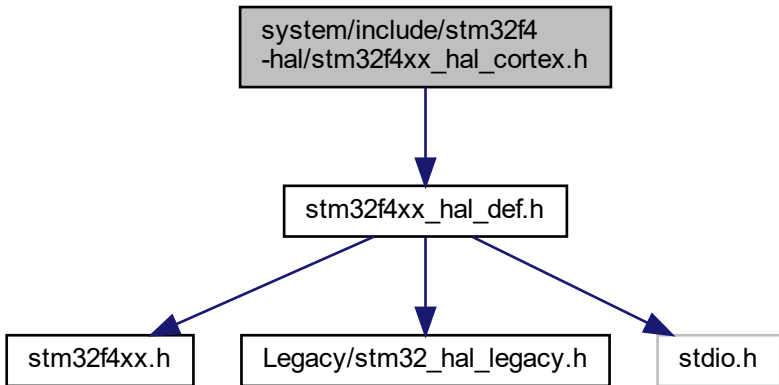 system/include/stm32f4
-hal/stm32f4xx_hal_cortex.h
stm32f4xx_hal_def.h
stm32f4xx.h
Legacy/stm32_hal_legacy.h
stdio.h